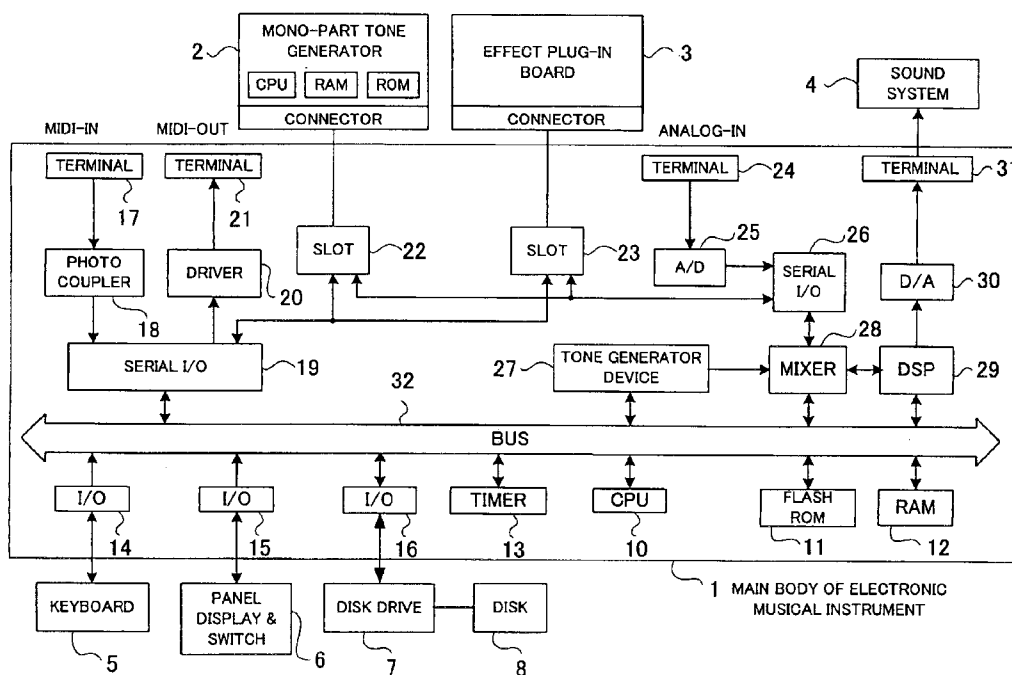 2
MONO-PART TONE
GENERATOR
CPU
RAM
ROM
CONNECTOR
EFFECT PLUG-IN
BOARD
CONNECTOR
3
4
SOUND
SYSTEM
MIDI-IN
MIDI-OUT
ANALOG-IN
TERMINAL
17
TERMINAL
21
TERMINAL
24
TERMINAL
31
PHOTO
COUPLER
18
DRIVER
20
SLOT
22
SLOT
23
A/D
25
SERIAL
I/O
26
D/A
30
SERIAL I/O
19
27
TONE GENERATOR
DEVICE
MIXER
28
DSP
29
32
BUS
I/O
14
I/O
15
I/O
16
TIMER
13
CPU
10
FLASH
ROM
11
RAM
12
1
MAIN BODY OF ELECTRONIC
MUSICAL INSTRUMENT
KEYBOARD
5
PANEL
DISPLAY &
SWITCH
6
DISK DRIVE
7
DISK
8